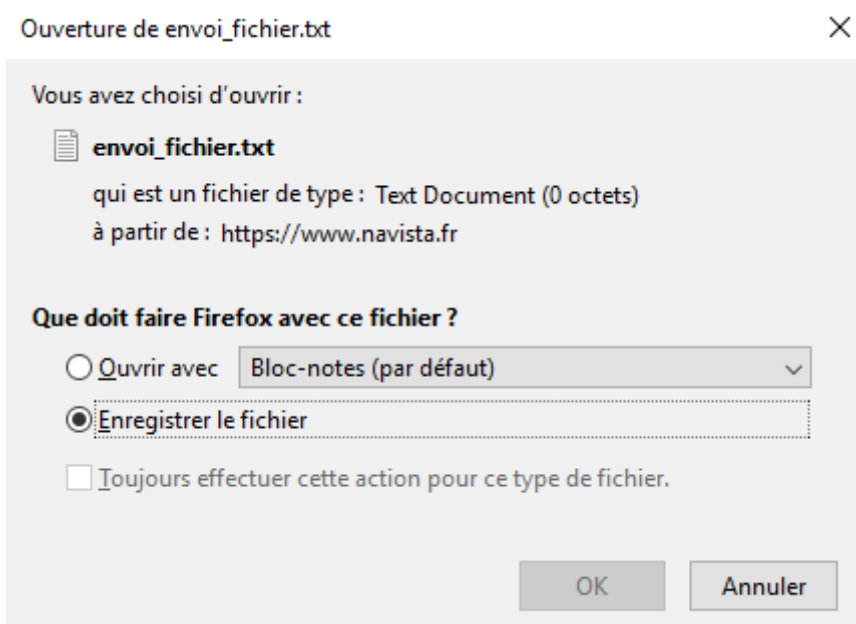 Ouverture de envoi_fichier.txt
Vous avez choisi d’ouvrir :
envoi_fichier.txt
qui est un fichier de type : Text Document (0 octets)
à partir de : https://www.navista.fr
Que doit faire Firefox avec ce fichier ?
Ouvrir avec Bloc-notes (par défaut)
Enregistrer le fichier
Toujours effectuer cette action pour ce type de fichier.
OK Annuler